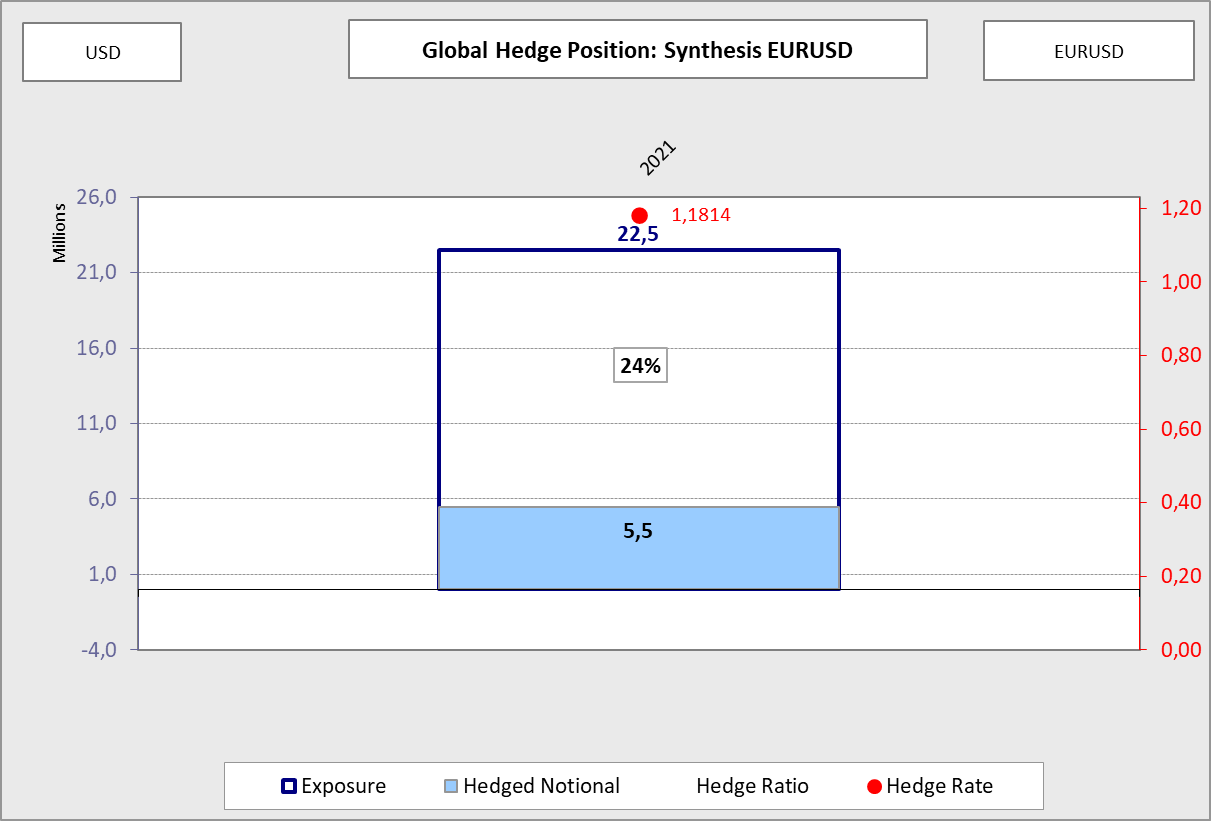 USD
Global Hedge Position: Synthesis EURUSD
EURUSD
2021
Millions
26,0
21,0
16,0
11,0
6,0
1,0
-4,0
1,1814
22,5
24%
5,5
1,20
1,00
0,80
0,60
0,40
0,20
0,00
Exposure
Hedged Notional
Hedge Ratio
Hedge Rate